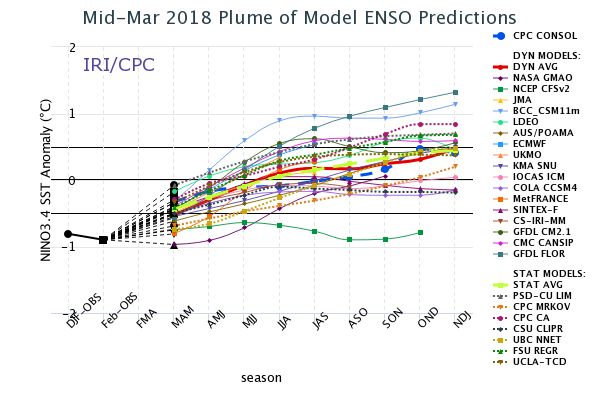 Mid-Mar 2018 Plume of Model ENSO Predictions
IRI/CPC
NINO3.4 SST Anomaly (°C)
2
1
0
−1
−2
DJF-OBS
Feb-OBS
FMA
MAM
AMJ
MJJ
JJA
JAS
ASO
SON
OND
NDJ
season
CPC CONSOL
DYN MODELS:
DYN AVG
NASA GMAO
NCEP CFSv2
JMA
BCC_CSM11m
LDEO
AUS/POAMA
ECMWF
UKMO
KMA SNU
IOCAS ICM
COLA CCSM4
MetFRANCE
SINTEX-F
CS-IRI-MM
GFDL CM2.1
CMC CANSIP
GFDL FLOR
STAT MODELS:
STAT AVG
PSD-CU LIM
CPC MRKOV
CPC CA
CSU CLIPR
UBC NNET
FSU REGR
UCLA-TCD